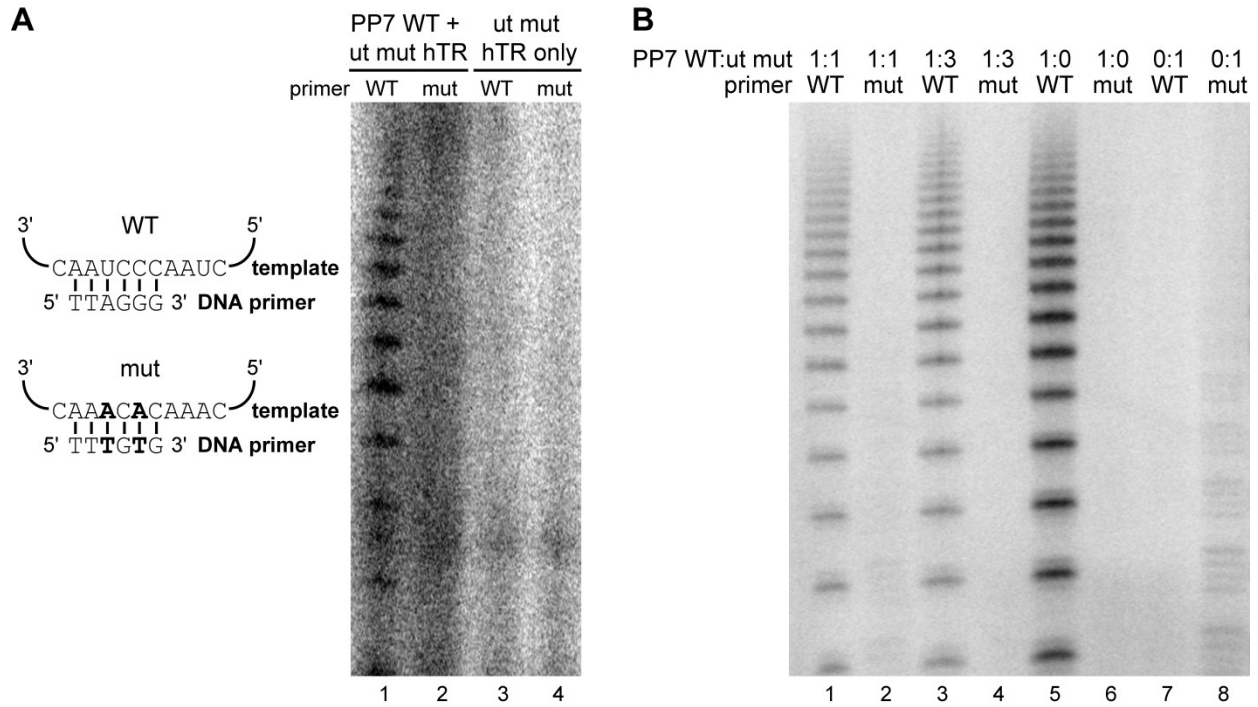 A
PP7 WT + ut mut
ut mut hTR hTR only
primer WT mut WT mut
3' WT 5'
CAAUCCCAAUC template
5' TTAGGG 3' DNA primer
3' mut 5'
CAAACACAAAC template
5' TTTGTG 3' DNA primer
1 2 3 4
B
PP7 WT:ut mut 1:1 1:1 1:3 1:3 1:0 1:0 0:1 0:1
primer WT mut WT mut WT mut WT mut
1 2 3 4 5 6 7 8